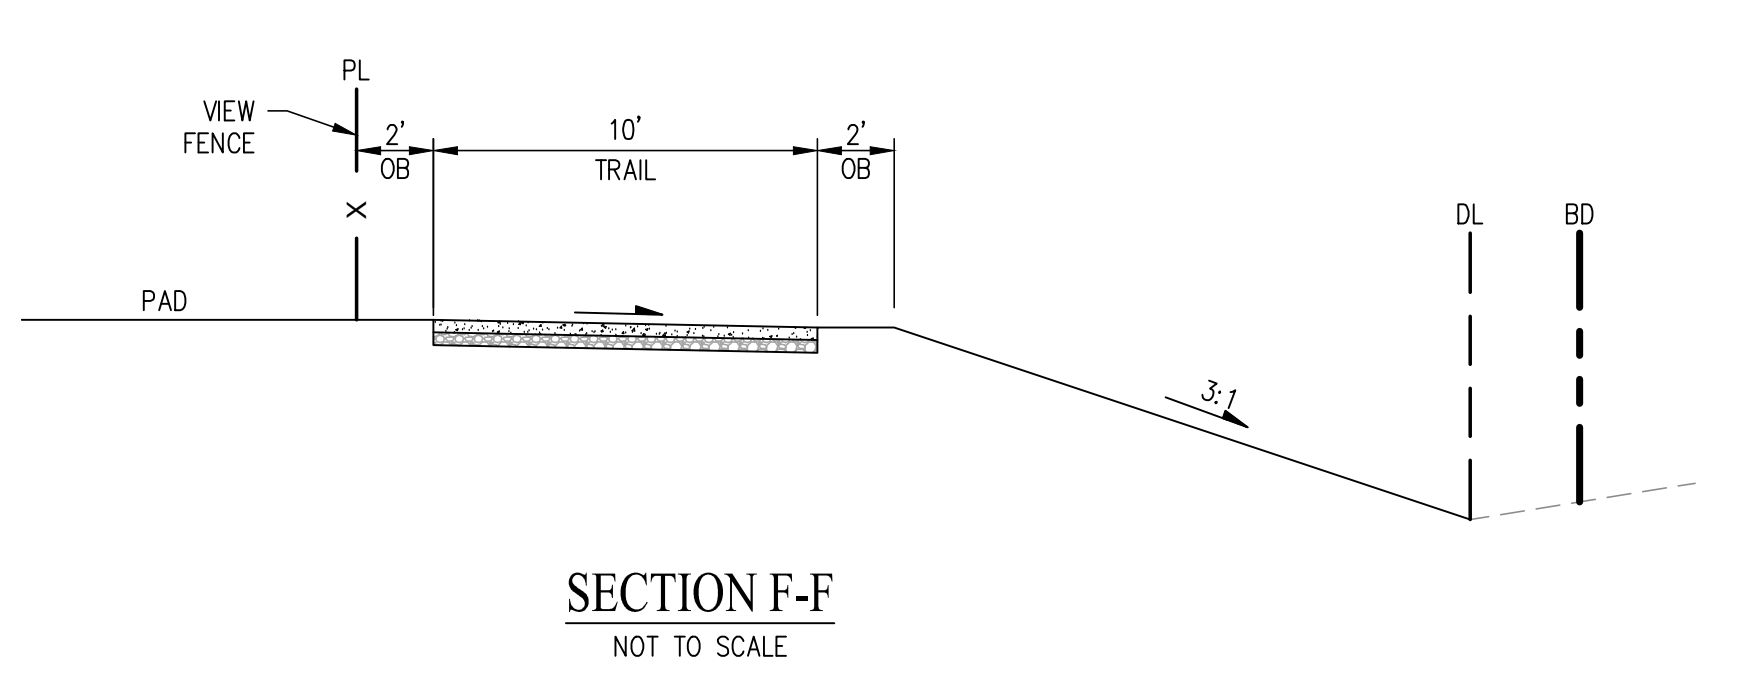 PL
VIEW
FENCE
2'
OB
10'
TRAIL
2'
OB
X
DL
BD
PAD
3:1
SECTION F-F
NOT TO SCALE